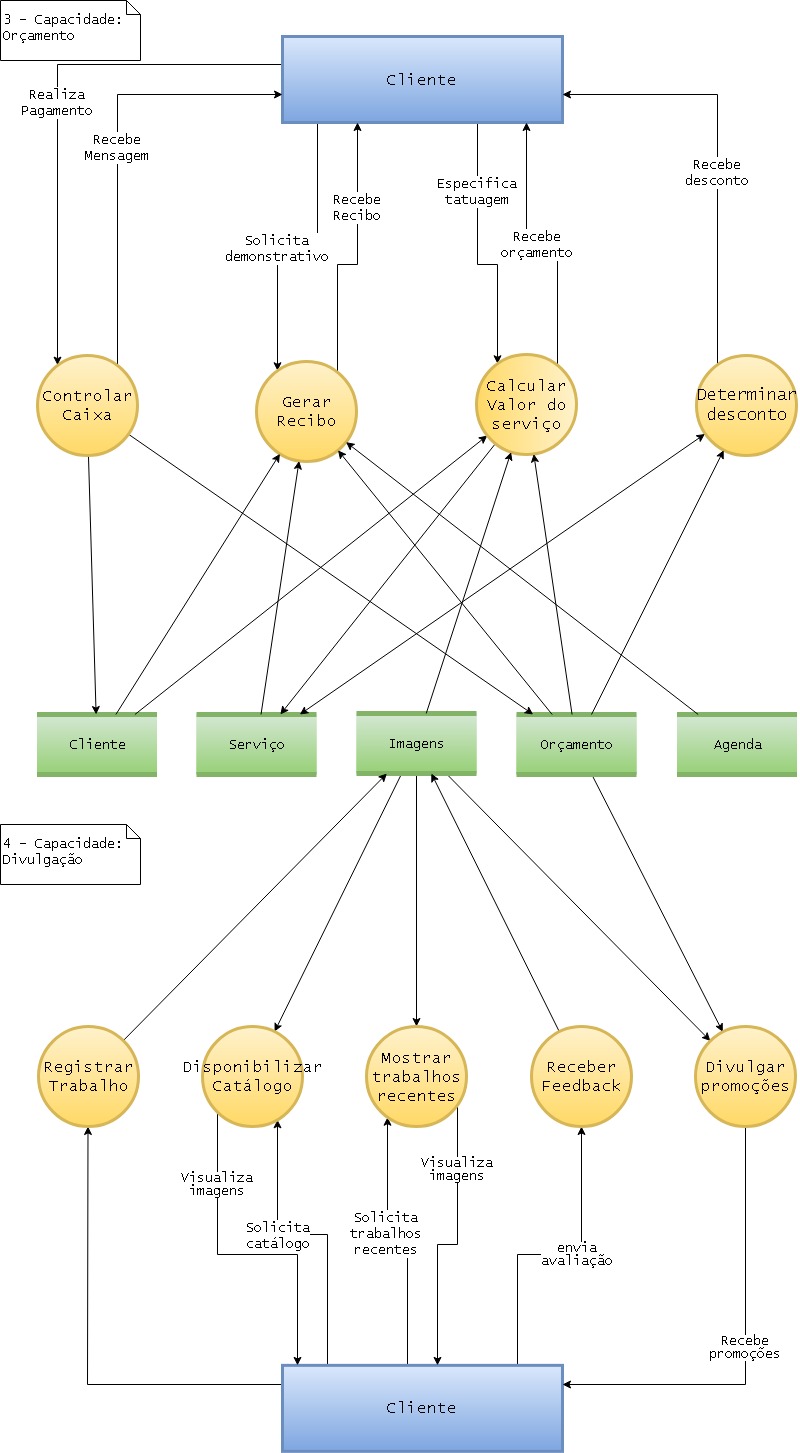 3 - Capacidade:
Orçamento
Cliente
Realiza
Pagamento
Recebe
Mensagem
Solicita
demonstrativo
Recebe
Recibo
Especifica
tatuagem
Recebe
orçamento
Recebe
desconto
Controlar
Caixa
Gerar
Recibo
Calcular
Valor do
serviço
Determinar
desconto
Cliente
Serviço
Imagens
Orçamento
Agenda
4 - Capacidade:
Divulgação
Registrar
Trabalho
Disponibilizar
Catálogo
Mostrar
trabalhos
recentes
Receber
Feedback
Divulgar
promoções
Visualiza
imagens
Solicita
catálogo
Solicita
trabalhos
recentes
Visualiza
imagens
envia
avaliação
Recebe
promoções
Cliente